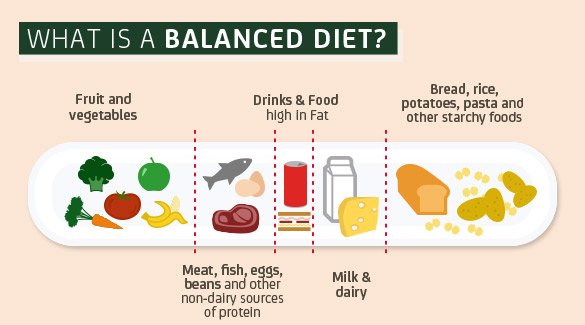 WHAT IS A BALANCED DIET?
Fruit and
vegetables
Drinks & Food
high in Fat
Bread, rice,
potatoes, pasta and
other starchy foods
Meat, fish, eggs,
beans and other
non-dairy sources
of protein
Milk &
dairy